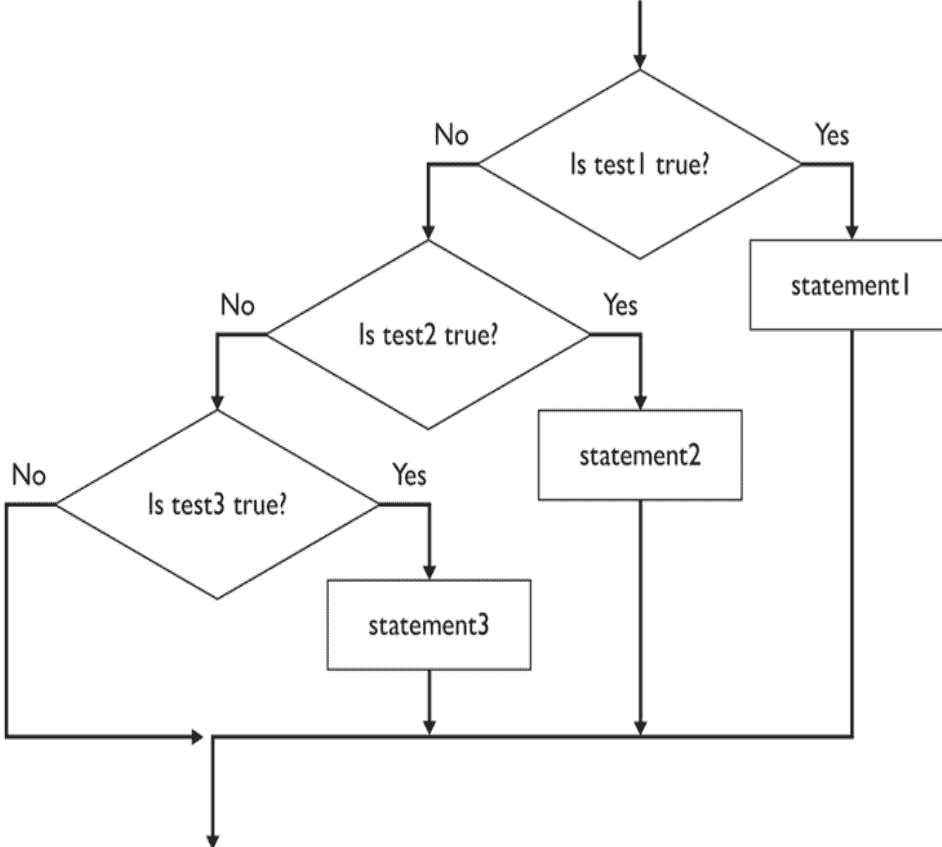 No
Yes
Is test1 true?
statement1
No
Yes
Is test2 true?
statement2
No
Yes
Is test3 true?
statement3